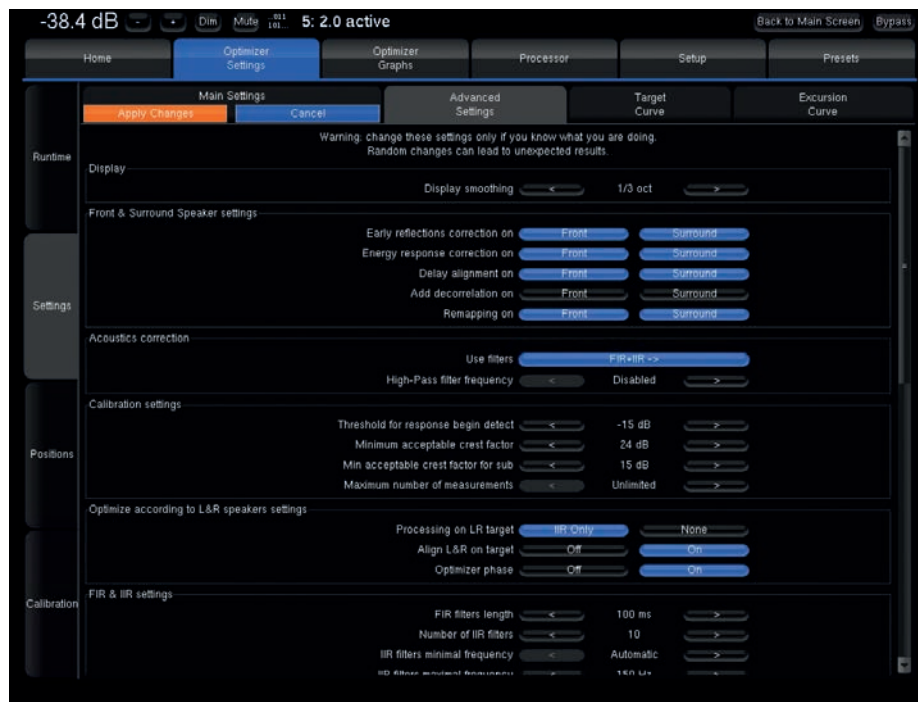 -38.4 dB - + Dim Mute ...011 101... 5: 2.0 active Back to Main Screen Bypass
Home Optimizer Settings Optimizer Graphs Processor Setup Presets
Main Settings Advanced Settings Target Curve Excursion Curve
Apply Changes Cancel
Runtime
Settings
Positions
Calibration
Warning: change these settings only if you know what you are doing.
Random changes can lead to unexpected results.
Display
Display smoothing < 1/3 oct >
Front & Surround Speaker settings
Early reflections correction on Front Surround
Energy response correction on Front Surround
Delay alignment on Front Surround
Add decorrelation on Front Surround
Remapping on Front Surround
Acoustics correction
Use filters FIR+IIR ->
High-Pass filter frequency < Disabled >
Calibration settings
Threshold for response begin detect < -15 dB >
Minimum acceptable crest factor < 24 dB >
Min acceptable crest factor for sub < 15 dB >
Maximum number of measurements < Unlimited >
Optimize according to L&R speakers settings
Processing on LR target IIR Only None
Align L&R on target Off On
Optimizer phase Off On
FIR & IIR settings
FIR filters length < 100 ms >
Number of IIR filters < 10 >
IIR filters minimal frequency < Automatic >
IIR filters maximal frequency < 150 Hz >